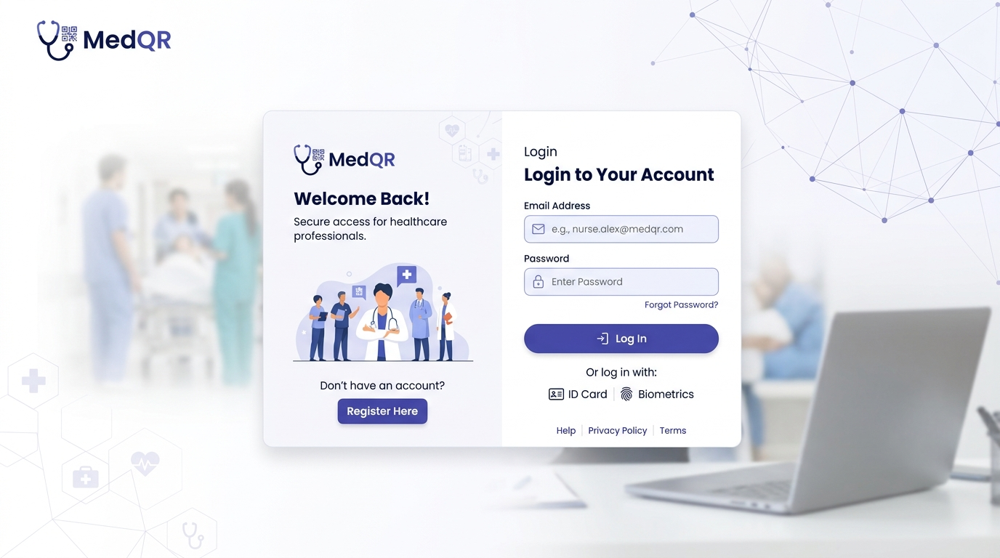 MedQR
MedQR
Welcome Back!
Secure access for healthcare
professionals.
Don't have an account?
Register Here
Login
Login to Your Account
Email Address
e.g., nurse.alex@medqr.com
Password
Enter Password
Forgot Password?
Log In
Or log in with:
ID Card
Biometrics
Help
Privacy Policy
Terms